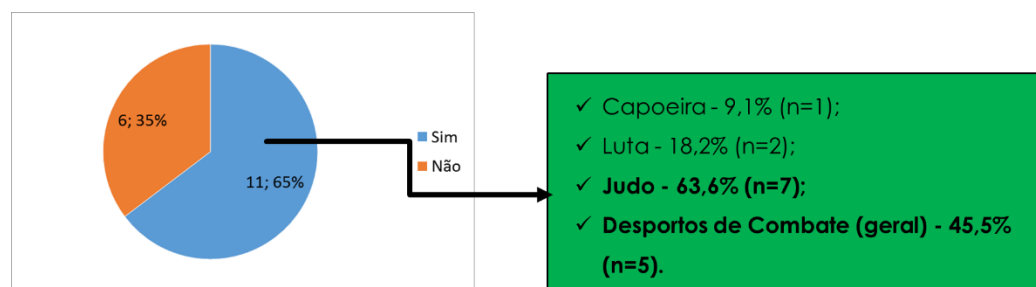 6; 35%
11; 65%
Sim
Não
✓ Capoeira - 9,1% (n=1);
✓ Luta - 18,2% (n=2);
✓ Judo - 63,6% (n=7);
✓ Desportos de Combate (geral) - 45,5%
(n=5).